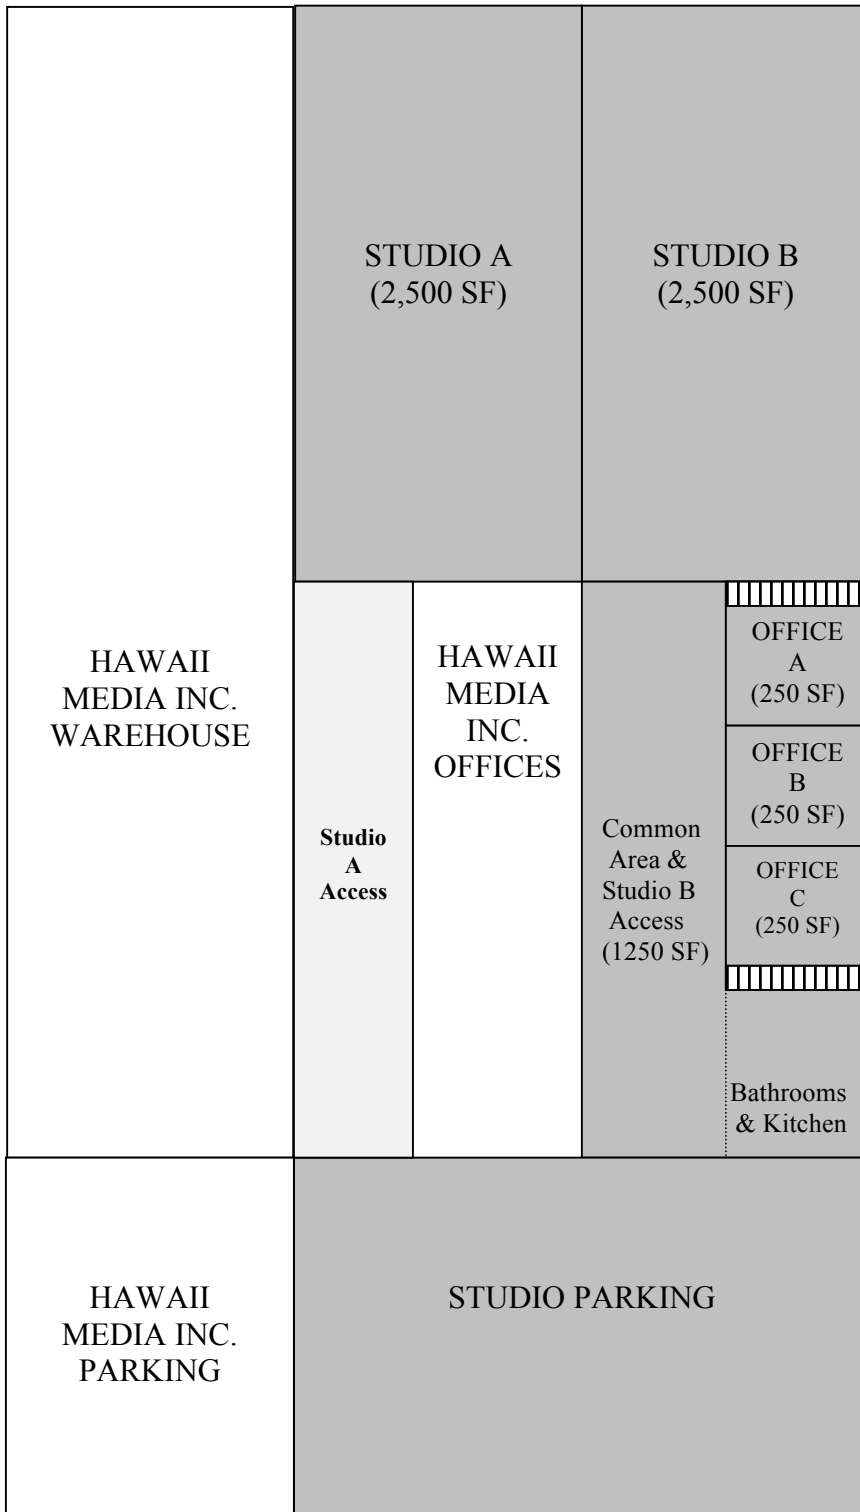 STUDIO A
(2,500 SF)
STUDIO B
(2,500 SF)
HAWAII
MEDIA INC.
WAREHOUSE
Studio
A
Access
HAWAII
MEDIA
INC.
OFFICES
Common
Area &
Studio B
Access
(1250 SF)
OFFICE
A
(250 SF)
OFFICE
B
(250 SF)
OFFICE
C
(250 SF)
Bathrooms
& Kitchen
HAWAII
MEDIA INC.
PARKING
STUDIO PARKING